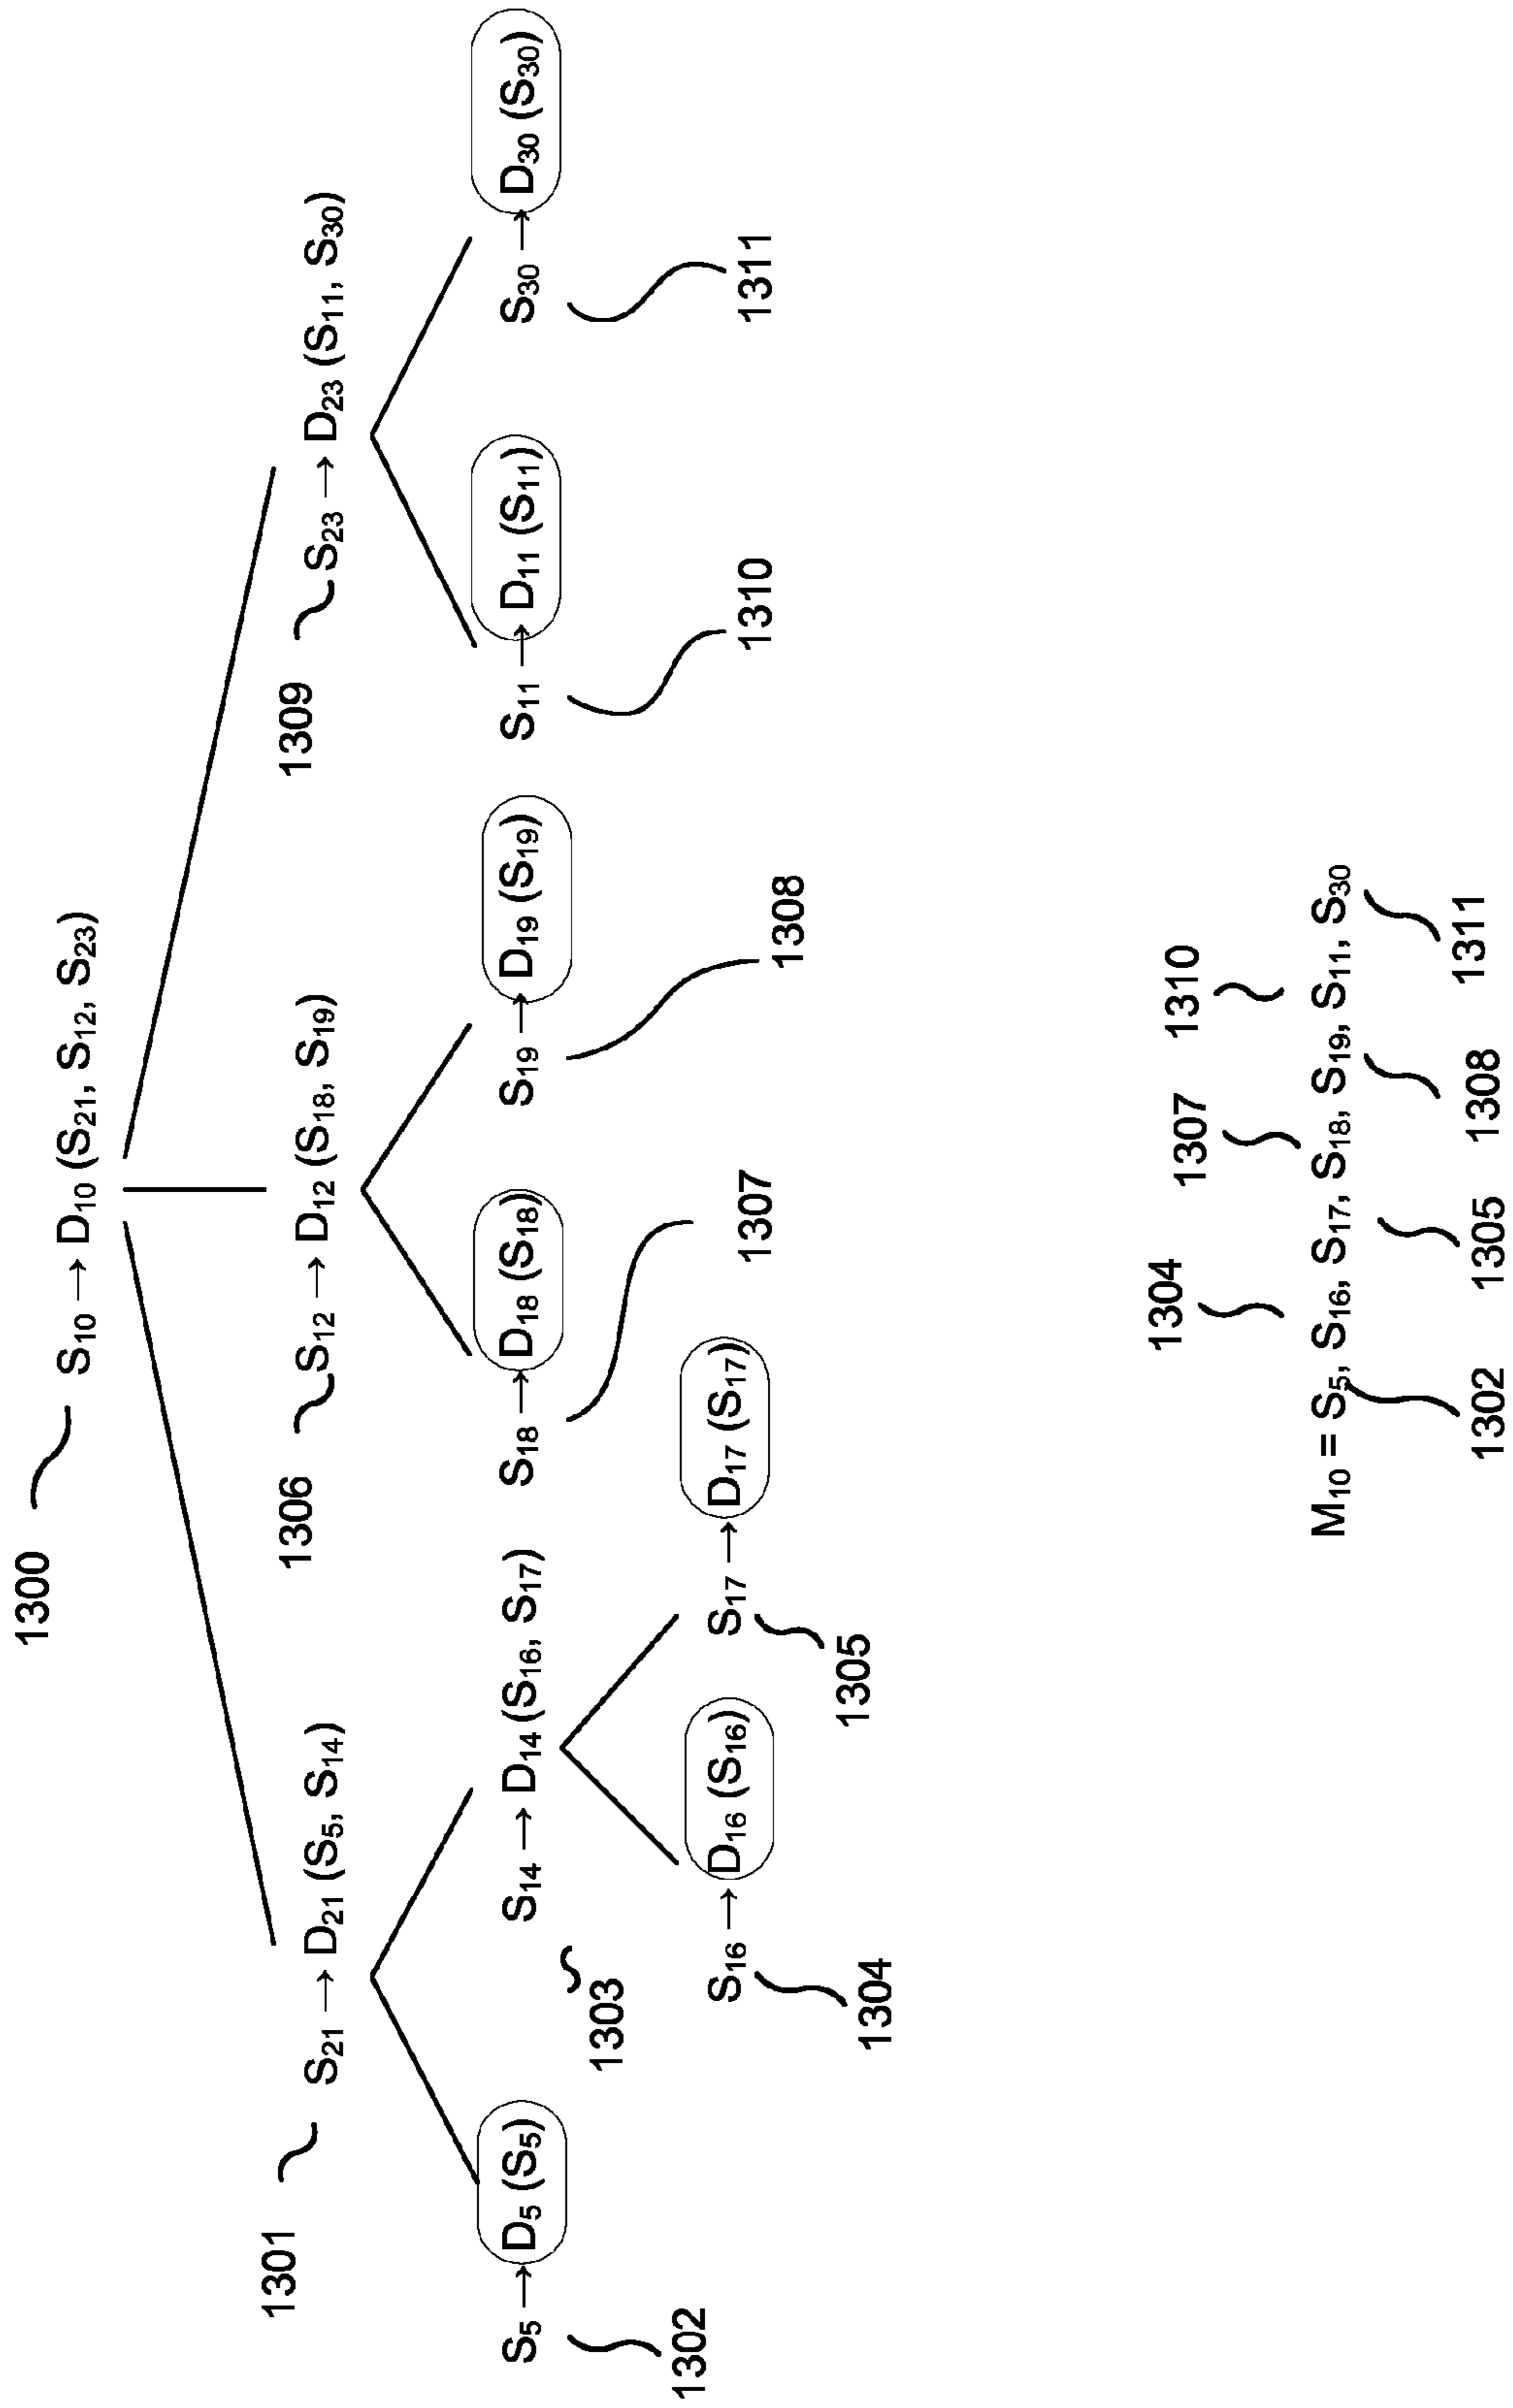 1300
S10 → D10 (S21, S12, S23)
1301
1306
1309
S21 → D21 (S5, S14)
S12 → D12 (S18, S19)
S23 → D23 (S11, S30)
S5 → D5 (S5)
S14 → D14 (S16, S17)
S18 → D18 (S18)
S19 → D19 (S19)
S11 → D11 (S11)
S30 → D30 (S30)
1302
1303
1307
1308
1310
1311
S16 → D16 (S16)
S17 → D17 (S17)
1304
1305
1304
1307
1310
M10 = S5, S16, S17, S18, S19, S11, S30
1302
1305
1308
1311